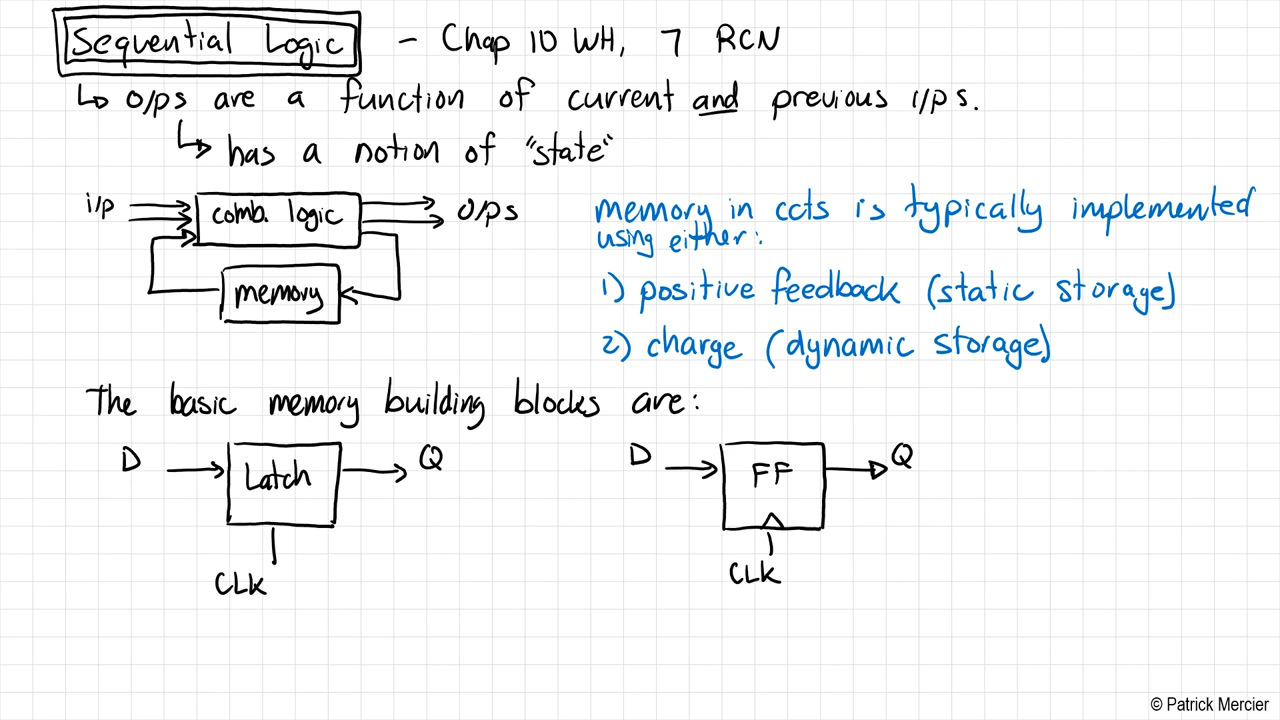 Sequential Logic - Chap 10 WH, 7 RCN
↳ O/ps are a function of current and previous i/ps.
↳ has a notion of "state"
i/p
comb. logic
O/ps
memory
memory in ccts is typically implemented
using either:
1) positive feedback (static storage)
2) charge (dynamic storage)
The basic memory building blocks are:
D
Latch
Q
CLK
D
FF
Q
CLK
© Patrick Mercier